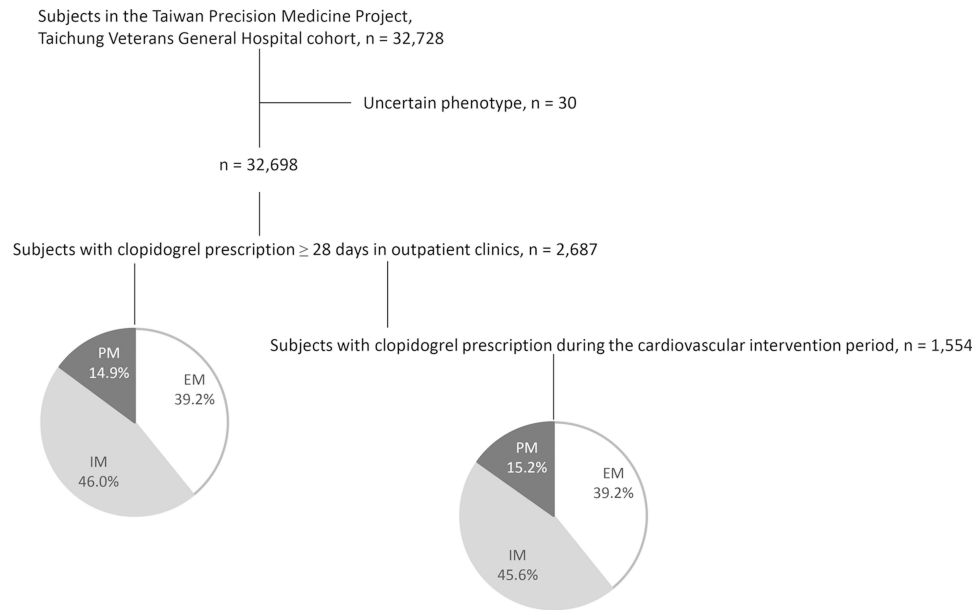 Subjects in the Taiwan Precision Medicine Project,
Taichung Veterans General Hospital cohort, n = 32,728
Uncertain phenotype, n = 30
n = 32,698
Subjects with clopidogrel prescription ≥ 28 days in outpatient clinics, n = 2,687
Subjects with clopidogrel prescription during the cardiovascular intervention period, n = 1,554
PM
14.9%
EM
39.2%
IM
46.0%
PM
15.2%
EM
39.2%
IM
45.6%